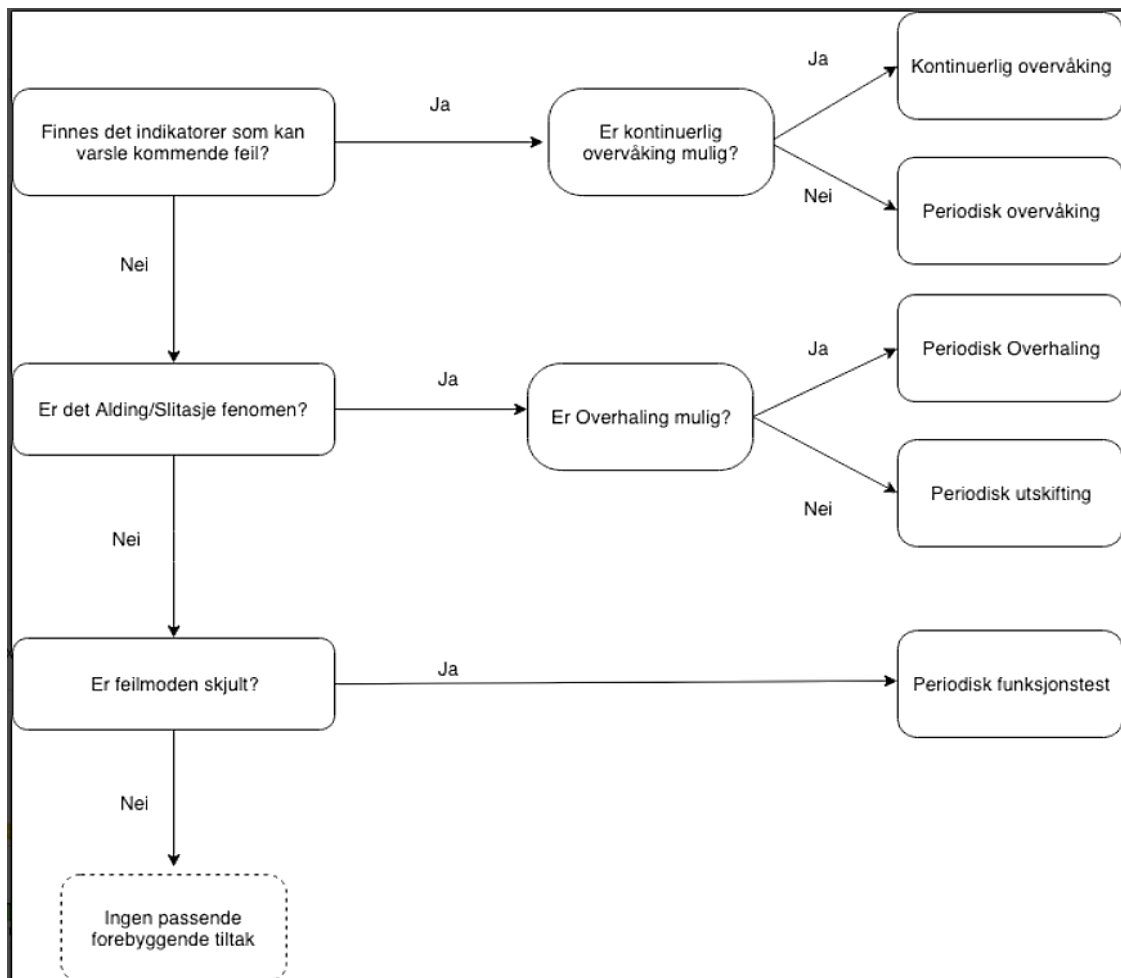 Finnes det indikatorer som kan
varsle kommende feil?
Ja
Er kontinuerlig
overvåking mulig?
Ja
Kontinuerlig overvåking
Nei
Periodisk overvåking
Nei
Er det Alding/Slitasje fenomen?
Ja
Er Overhaling mulig?
Ja
Periodisk Overhaling
Nei
Periodisk utskifting
Nei
Er feilmoden skjult?
Ja
Periodisk funksjonstest
Nei
Ingen passende
forebyggende tiltak